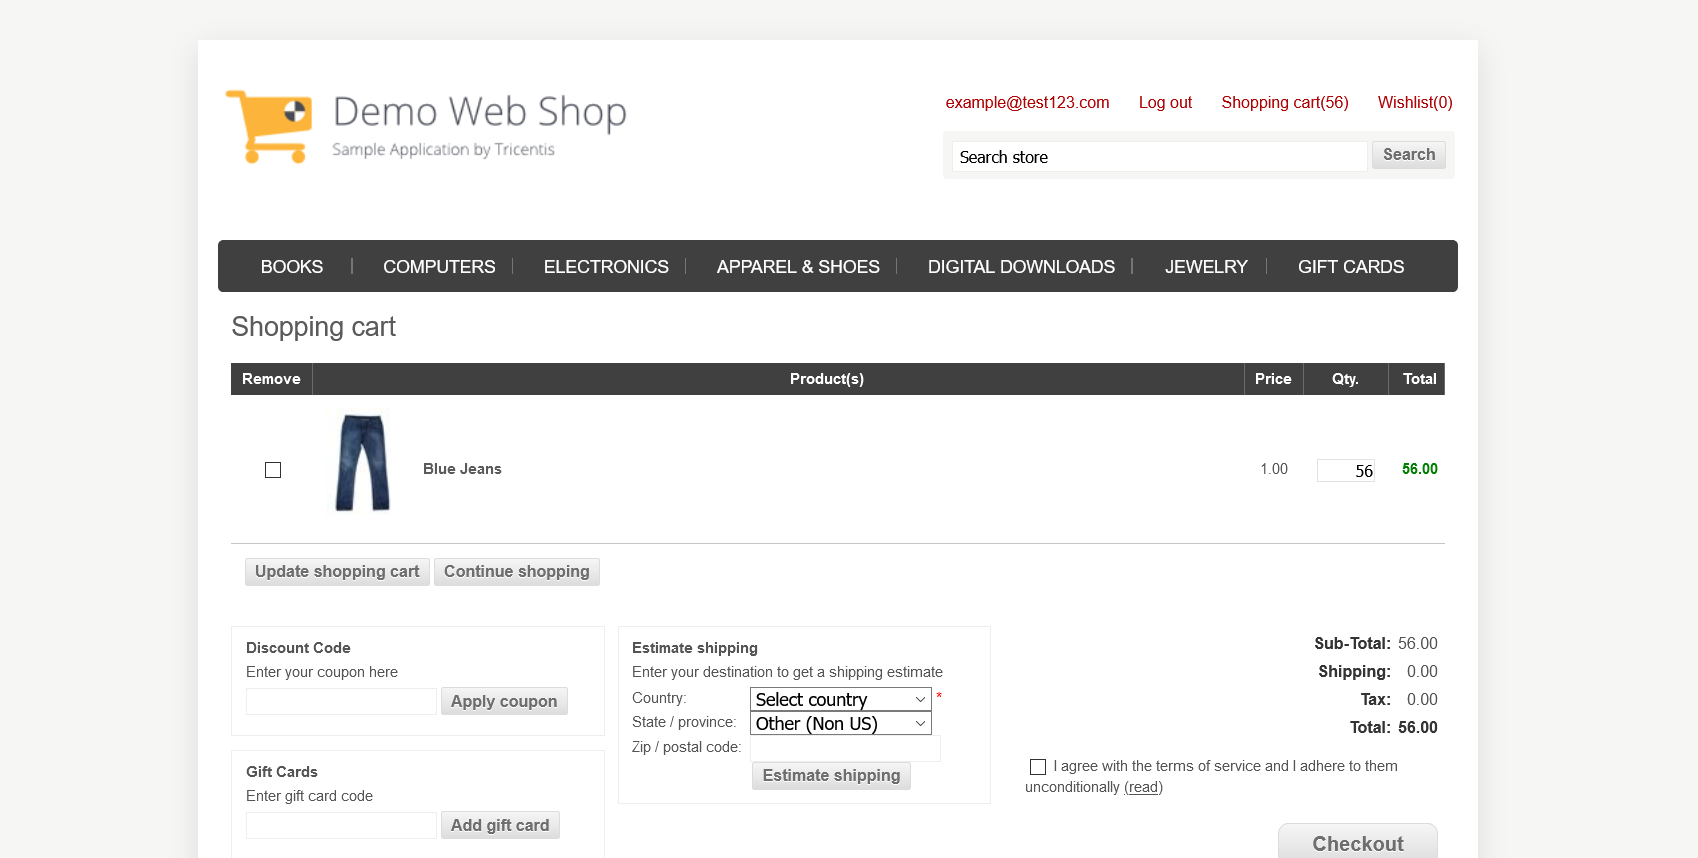 Demo Web Shop
Sample Application by Tricentis
example@test123.com Log out Shopping cart(56) Wishlist(0)
Search store Search
BOOKS COMPUTERS ELECTRONICS APPAREL & SHOES DIGITAL DOWNLOADS JEWELRY GIFT CARDS
Shopping cart
Remove Product(s) Price Qty. Total
Blue Jeans 1.00 56 56.00
Update shopping cart Continue shopping
Discount Code
Enter your coupon here
Apply coupon
Gift Cards
Enter gift card code
Add gift card
Estimate shipping
Enter your destination to get a shipping estimate
Country: Select country *
State / province: Other (Non US)
Zip / postal code:
Estimate shipping
Sub-Total: 56.00
Shipping: 0.00
Tax: 0.00
Total: 56.00
I agree with the terms of service and I adhere to them
unconditionally (read)
Checkout